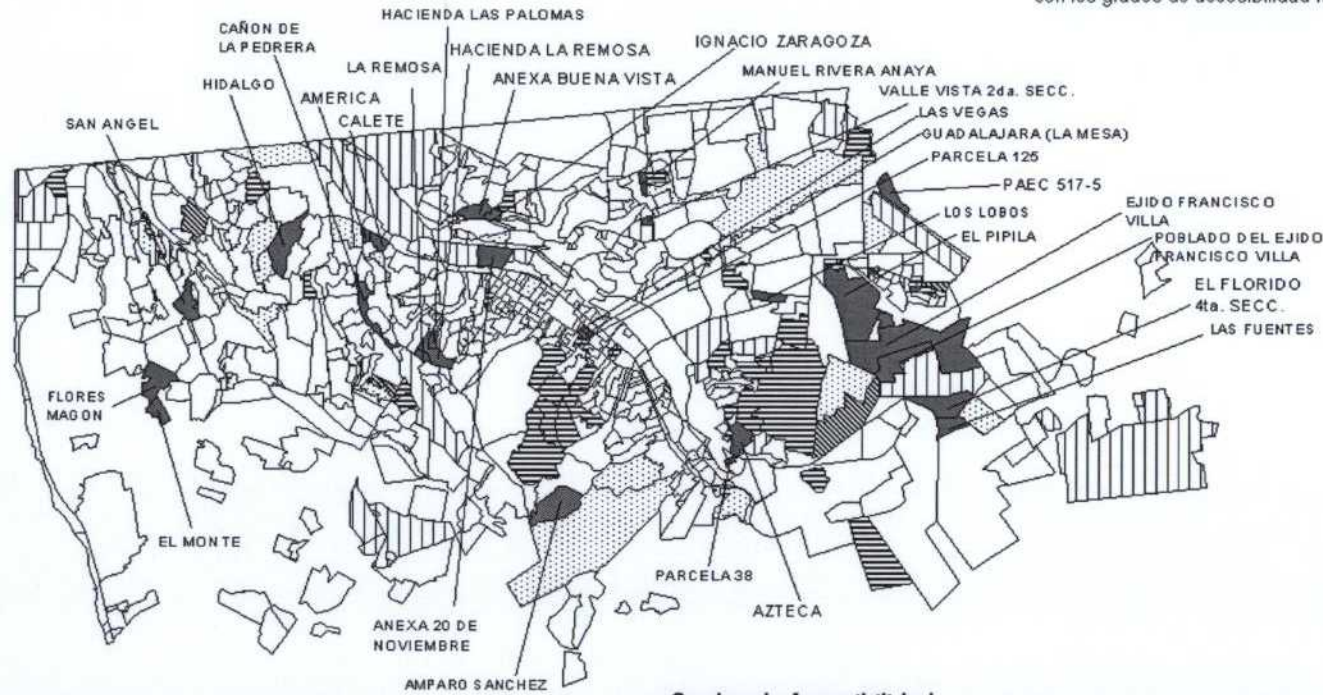 HACIENDA LAS PALOMAS
CAÑON DE
LA PEDRERA
HACIENDA LA REMOSA
IGNACIO ZARAGOZA
LA REMOSA
ANEXA BUENA VISTA
MANUEL RIVERA ANAYA
HIDALGO
AMERICA
VALLE VISTA 2da. SECC.
CALETE
LAS VEGAS
SAN ANGEL
GUADALAJARA (LA MESA)
PARCELA 125
PAEC 517-5
LOS LOBOS
EJIDO FRANCISCO
VILLA
EL PIPILA
POBLADO DEL EJIDO
FRANCISCO VILLA
EL FLORIDO
4ta. SECC.
LAS FUENTES
FLORES
MAGON
EL MONTE
PARCELA 38
AZTECA
ANEXA 20 DE
NOVIEMBRE
AMPARO SANCHEZ